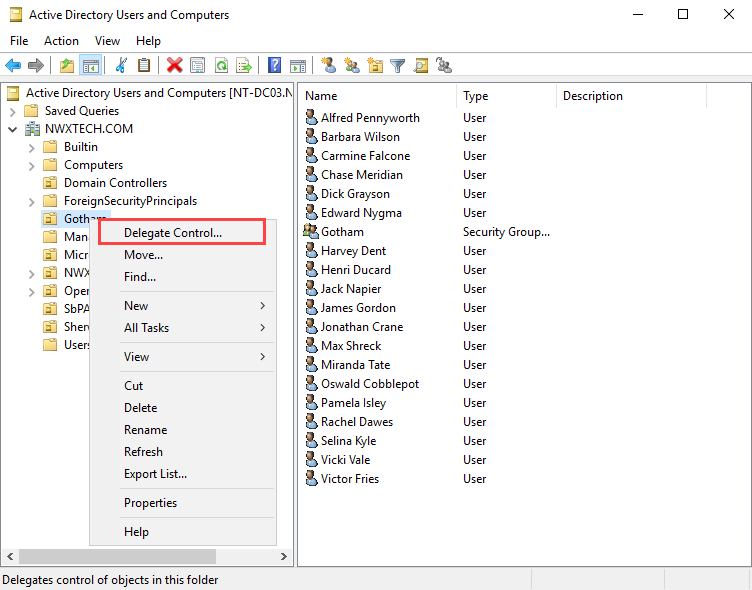 Active Directory Users and Computers
File Action View Help
Active Directory Users and Computers [NT-DC03.N
Saved Queries
NWXTECH.COM
Builtin
Computers
Domain Controllers
ForeignSecurityPrincipals
Gotham
Man
Micr
NWX
Oper
SbPA
Sherw
Users
Delegate Control...
Move...
Find...
New
All Tasks
View
Cut
Delete
Rename
Refresh
Export List...
Properties
Help
Name Type Description
Alfred Pennyworth User
Barbara Wilson User
Carmine Falcone User
Chase Meridian User
Dick Grayson User
Edward Nygma User
Gotham Security Group...
Harvey Dent User
Henri Ducard User
Jack Napier User
James Gordon User
Jonathan Crane User
Max Shreck User
Miranda Tate User
Oswald Cobblepot User
Pamela Isley User
Rachel Dawes User
Selina Kyle User
Vicki Vale User
Victor Fries User
Delegates control of objects in this folder